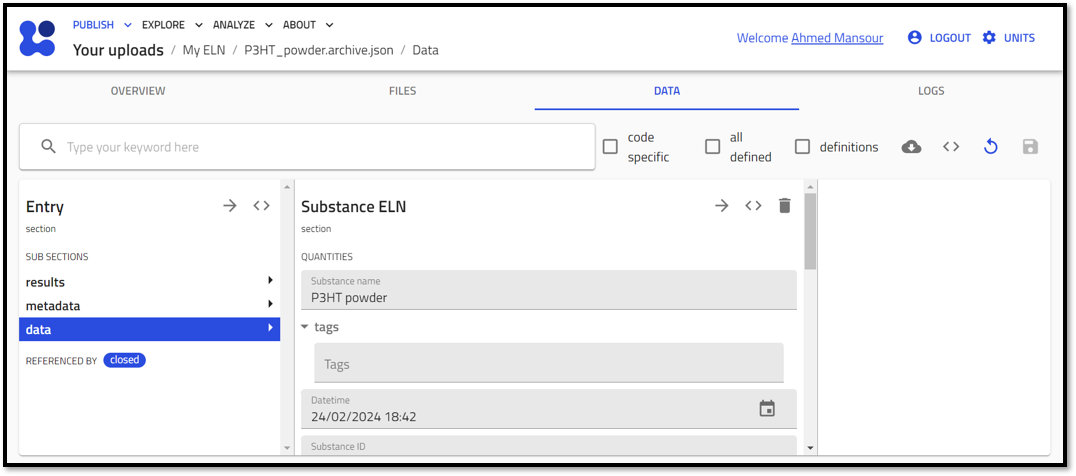 PUBLISH EXPLORE ANALYZE ABOUT
Your uploads / My ELN / P3HT_powder.archive.json / Data
Welcome Ahmed Mansour LOGOUT UNITS
OVERVIEW FILES DATA LOGS
Type your keyword here
code specific
all defined
definitions
Entry
section
SUB SECTIONS
results
metadata
data
REFERENCED BY closed
Substance ELN
section
QUANTITIES
Substance name
P3HT powder
tags
Tags
Datetime
24/02/2024 18:42
Substance ID